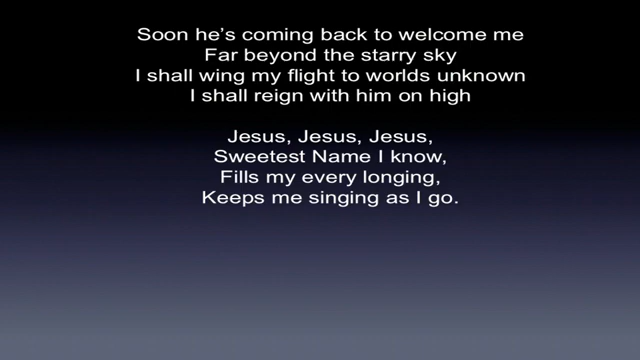 Soon he's coming back to welcome me
Far beyond the starry sky
I shall wing my flight to worlds unknown
I shall reign with him on high
Jesus, Jesus, Jesus,
Sweetest Name I know,
Fills my every longing,
Keeps me singing as I go.